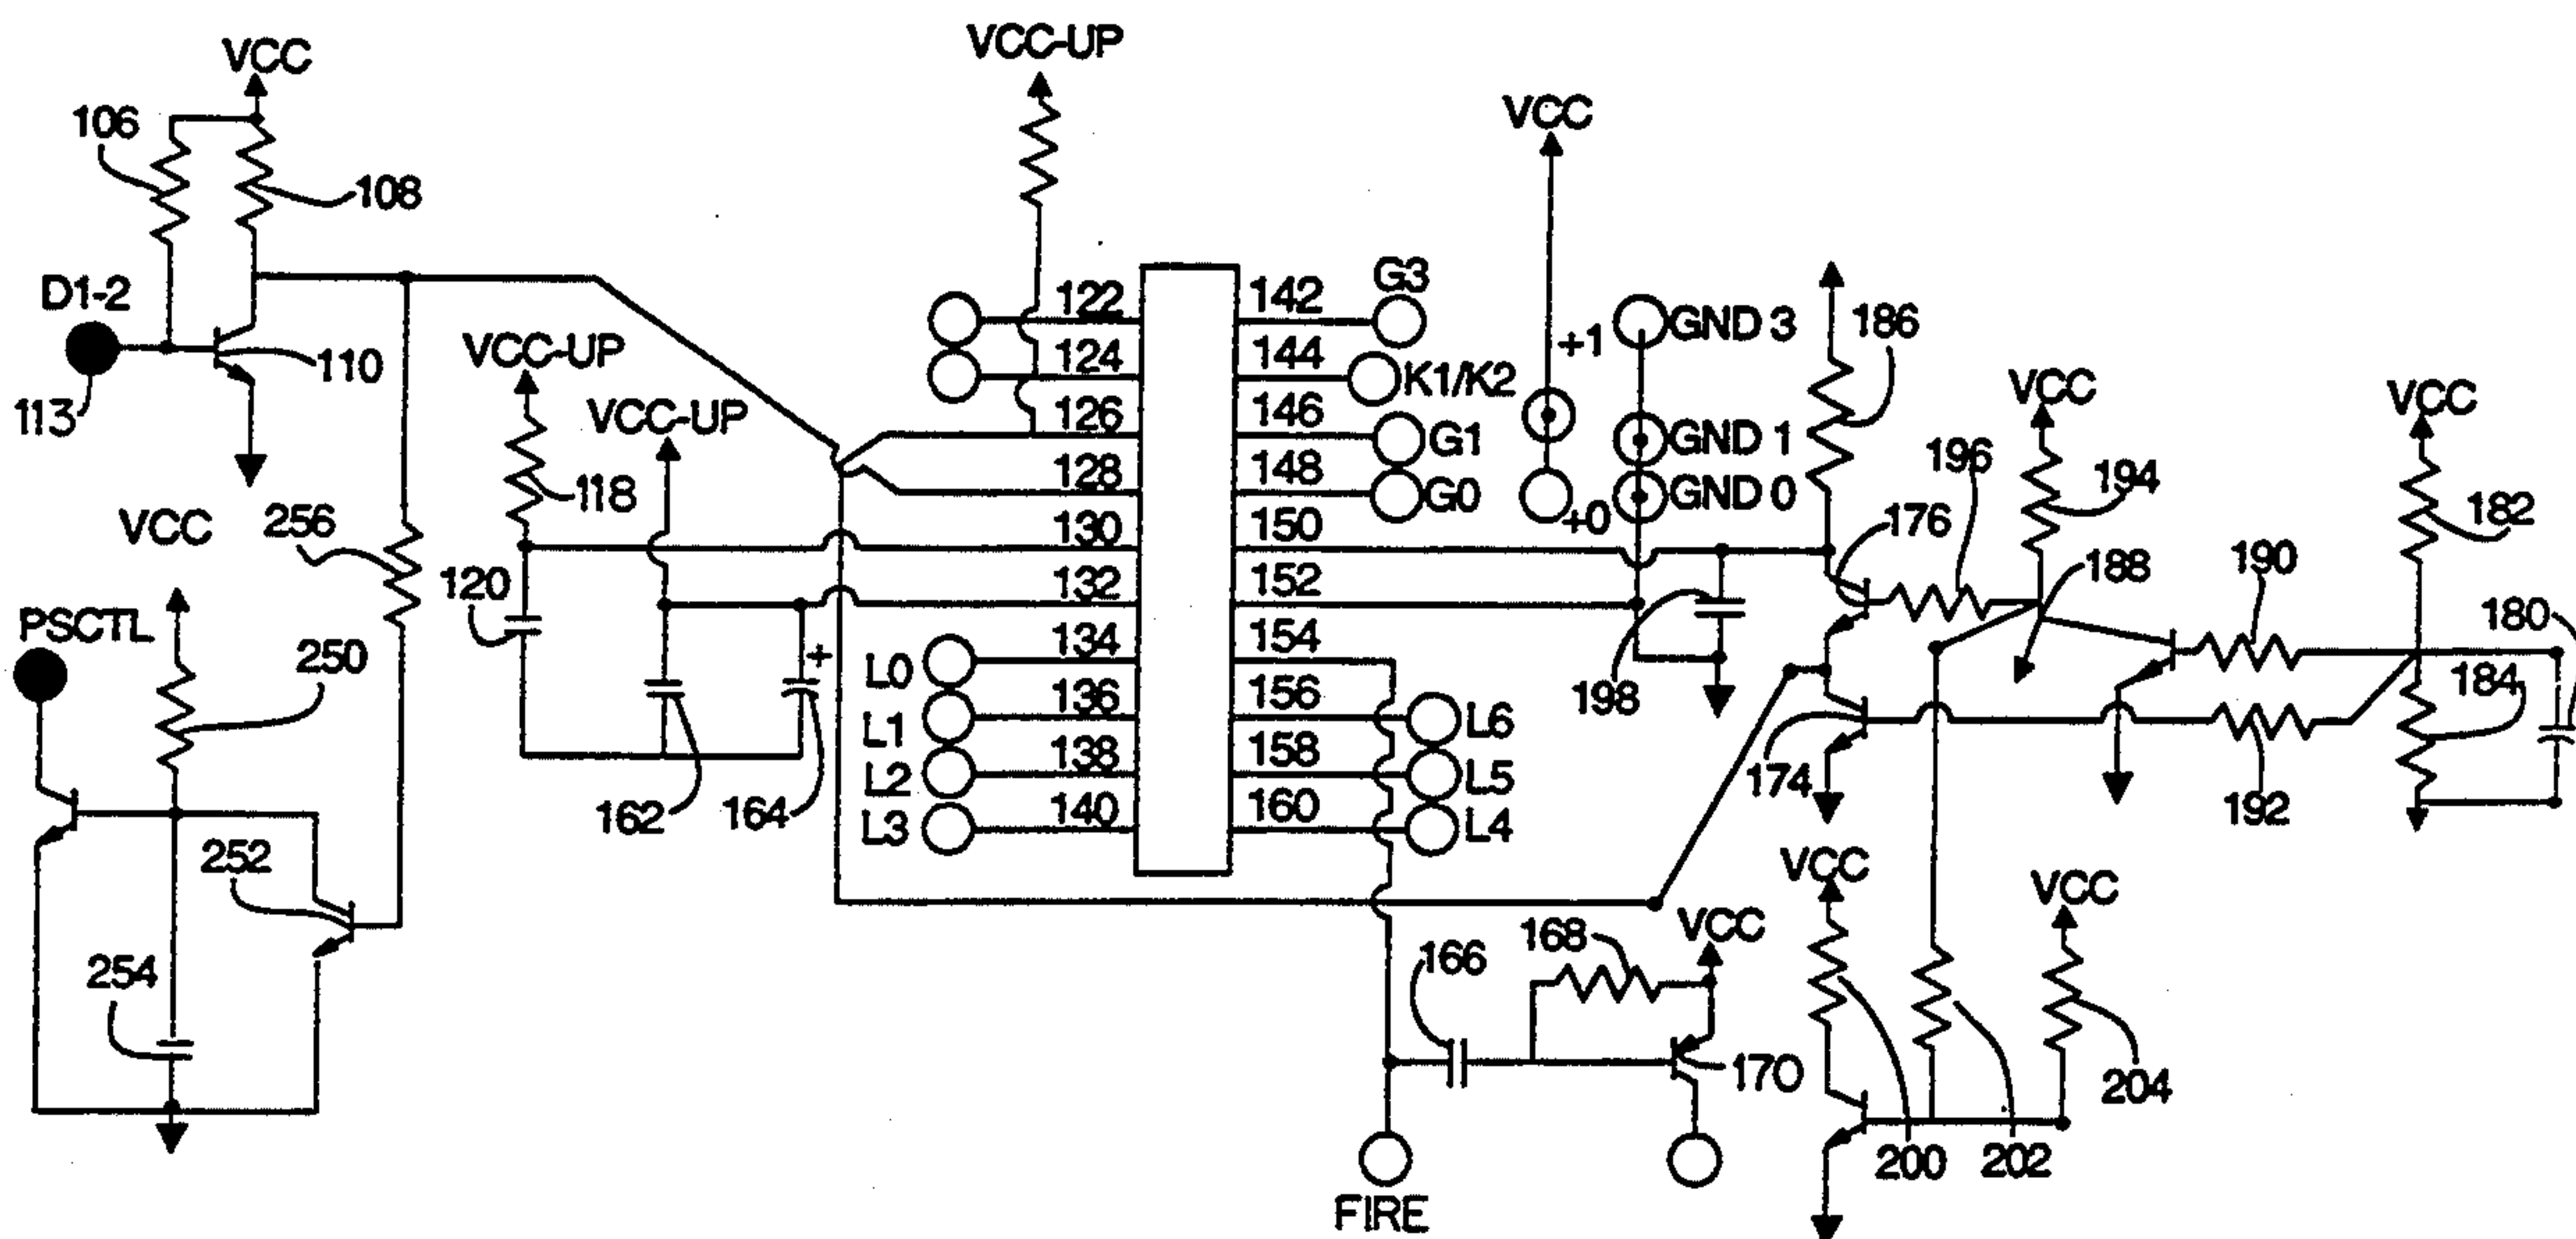 VCC
106
108
D1-2
110
113
VCC-UP
118
VCC-UP
120
162
164
VCC
256
PSCTL
250
252
254
VCC-UP
122
124
126
128
130
132
134
136
138
140
L0
L1
L2
L3
+
142
144
146
148
150
152
154
156
158
160
G3
K1/K2
G1
G0
L6
L5
L4
VCC
+1
+0
GND 3
GND 1
GND 0
186
176
196
VCC
194
188
190
VCC
182
180
184
198
174
192
166
168
VCC
170
FIRE
VCC
200
202
VCC
204